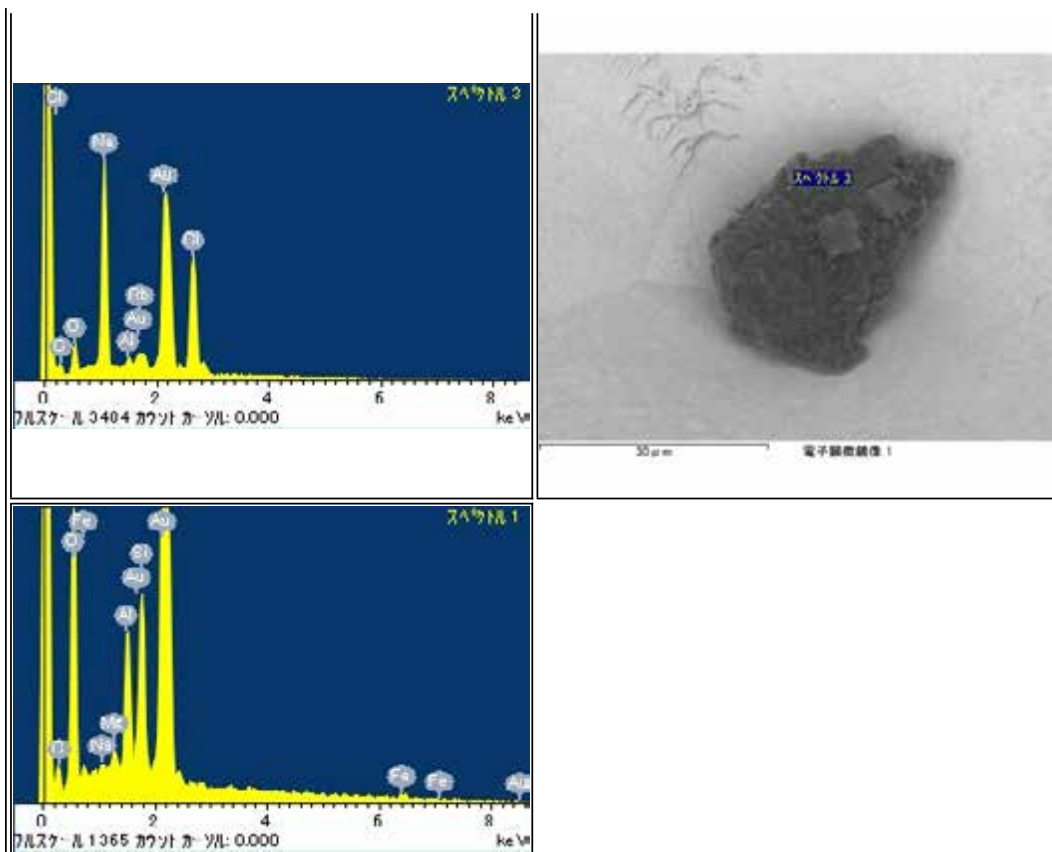 スペクトル 3
Cl
Na
Au
Cl
O
C
Rb
Au
Al
0 2 4 6 8
フルスケール 3404 カウント カーソル: 0.000 keV
スペクトル 3
30μm 電子顕微鏡像 1
スペクトル 1
Fe
O
Au
Si
Au
Al
C
Na
Mg
Fe
Fe
Au
0 2 4 6 8
フルスケール 1365 カウント カーソル: 0.000 keV